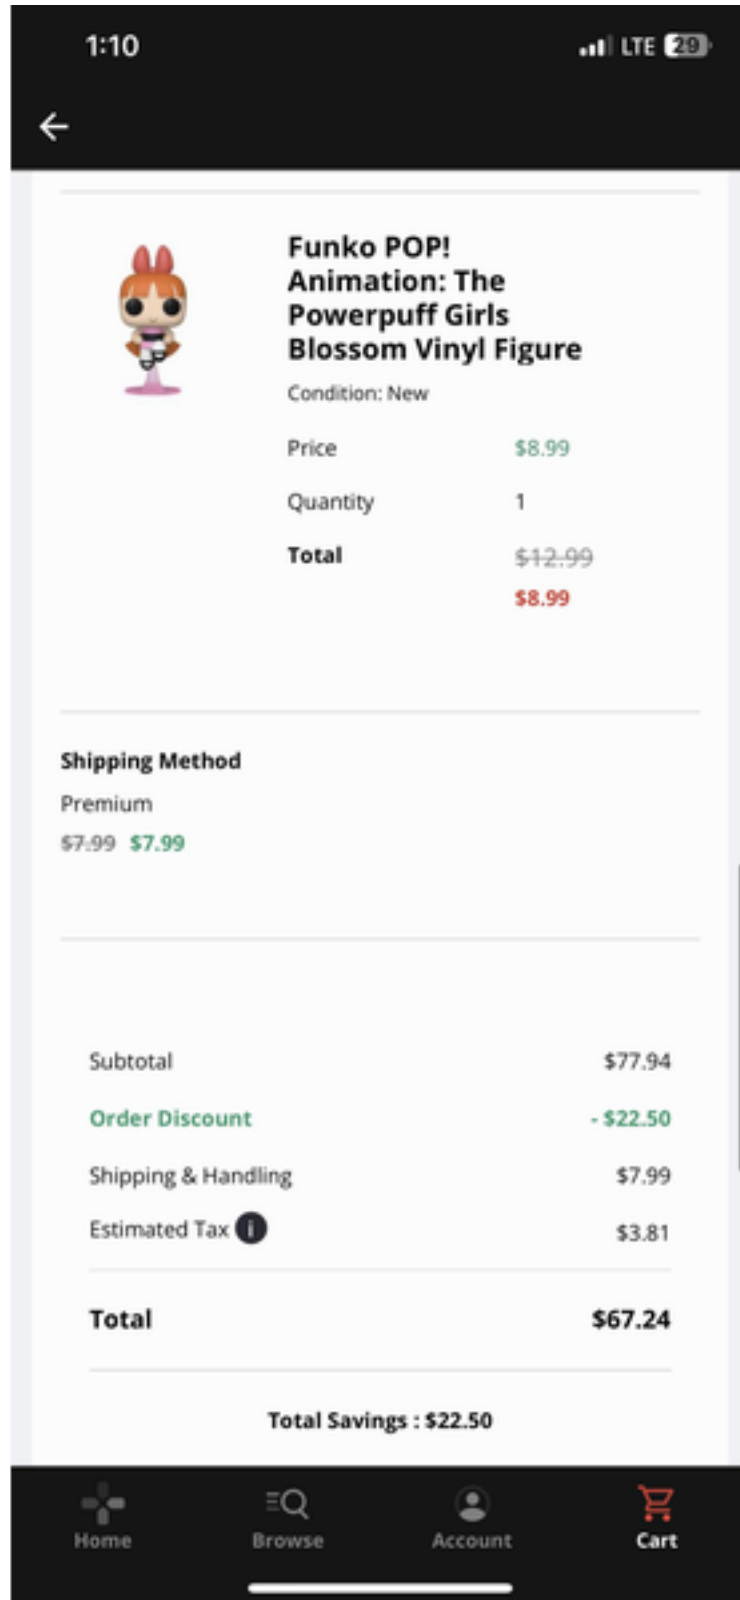 1:10 LTE 29
Funko POP!
Animation: The
Powerpuff Girls
Blossom Vinyl Figure
Condition: New
Price $8.99
Quantity 1
Total $12.99
$8.99
Shipping Method
Premium
$7.99 $7.99
Subtotal $77.94
Order Discount - $22.50
Shipping & Handling $7.99
Estimated Tax i $3.81
Total $67.24
Total Savings : $22.50
Home Browse Account Cart